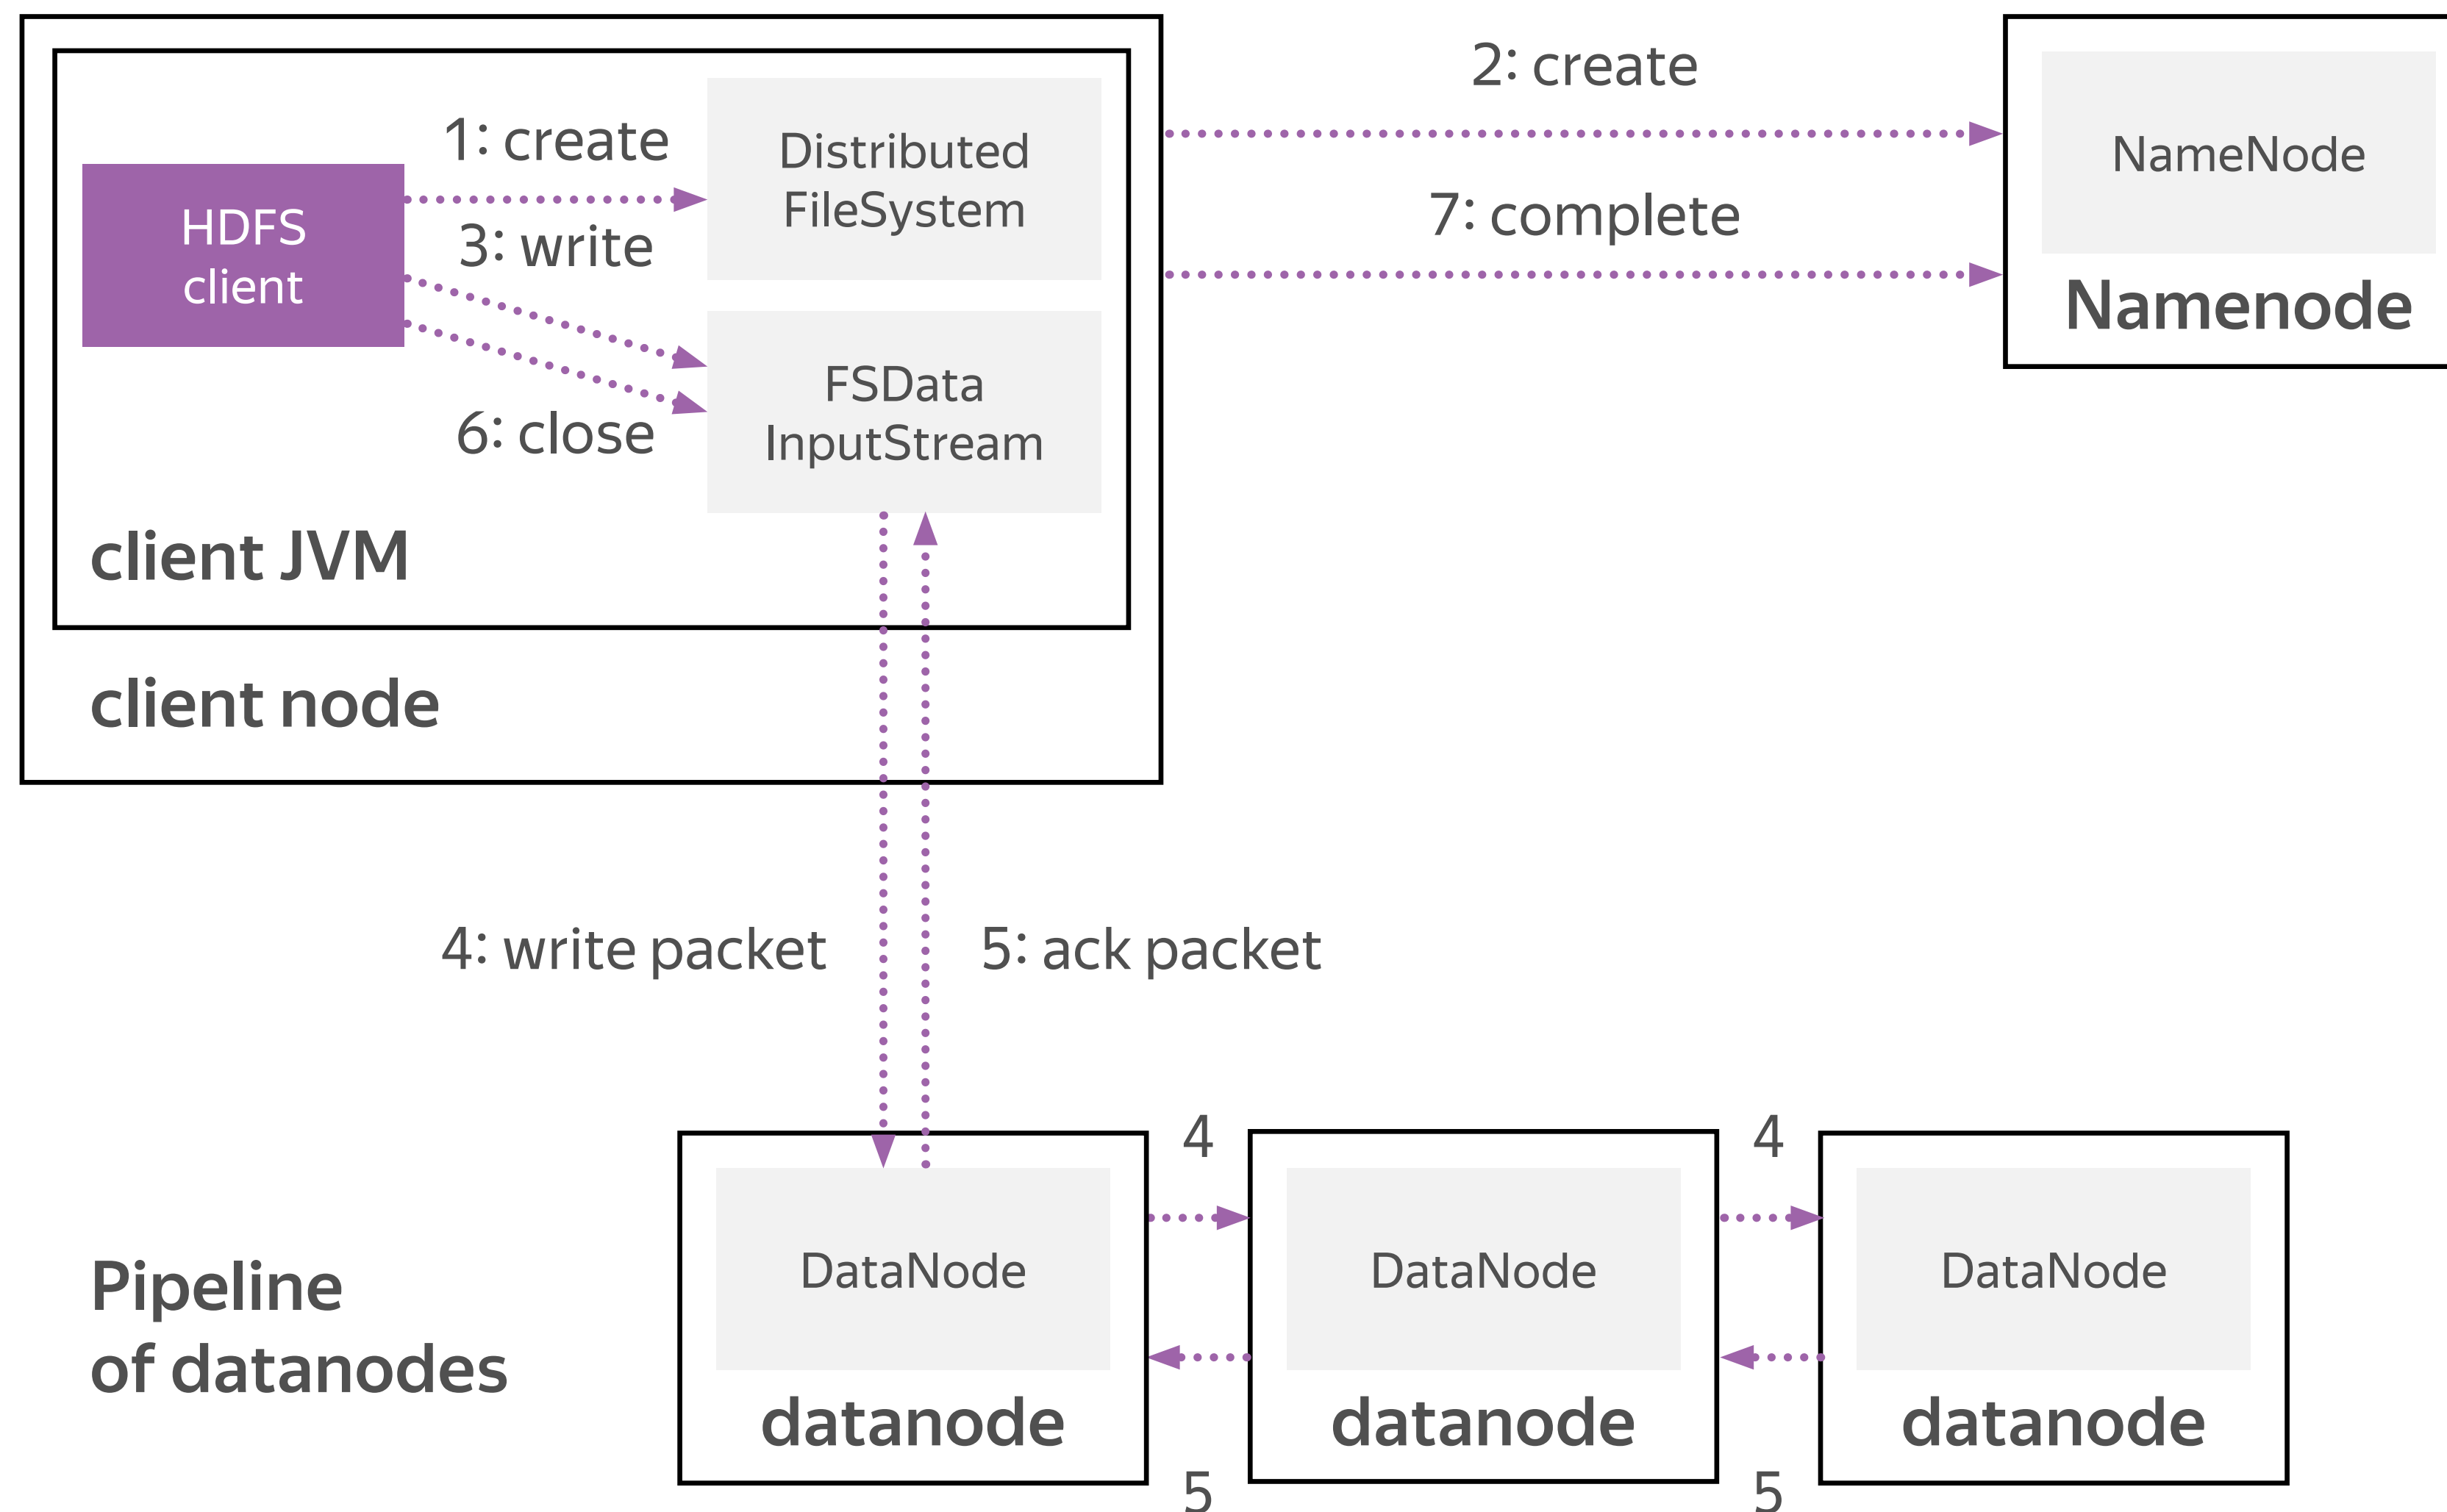 1: create
Distributed
FileSystem
HDFS
client
3: write
FSData
InputStream
6: close
client JVM
client node
2: create
7: complete
NameNode
Namenode
4: write packet
5: ack packet
4
4
DataNode
DataNode
DataNode
Pipeline
of datanodes
datanode
datanode
datanode
5
5